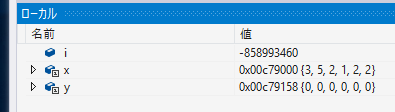 ローカル
名前 値
i -858993460
x 0x00c79000 {3, 5, 2, 1, 2, 2}
y 0x00c79158 {0, 0, 0, 0, 0, 0}